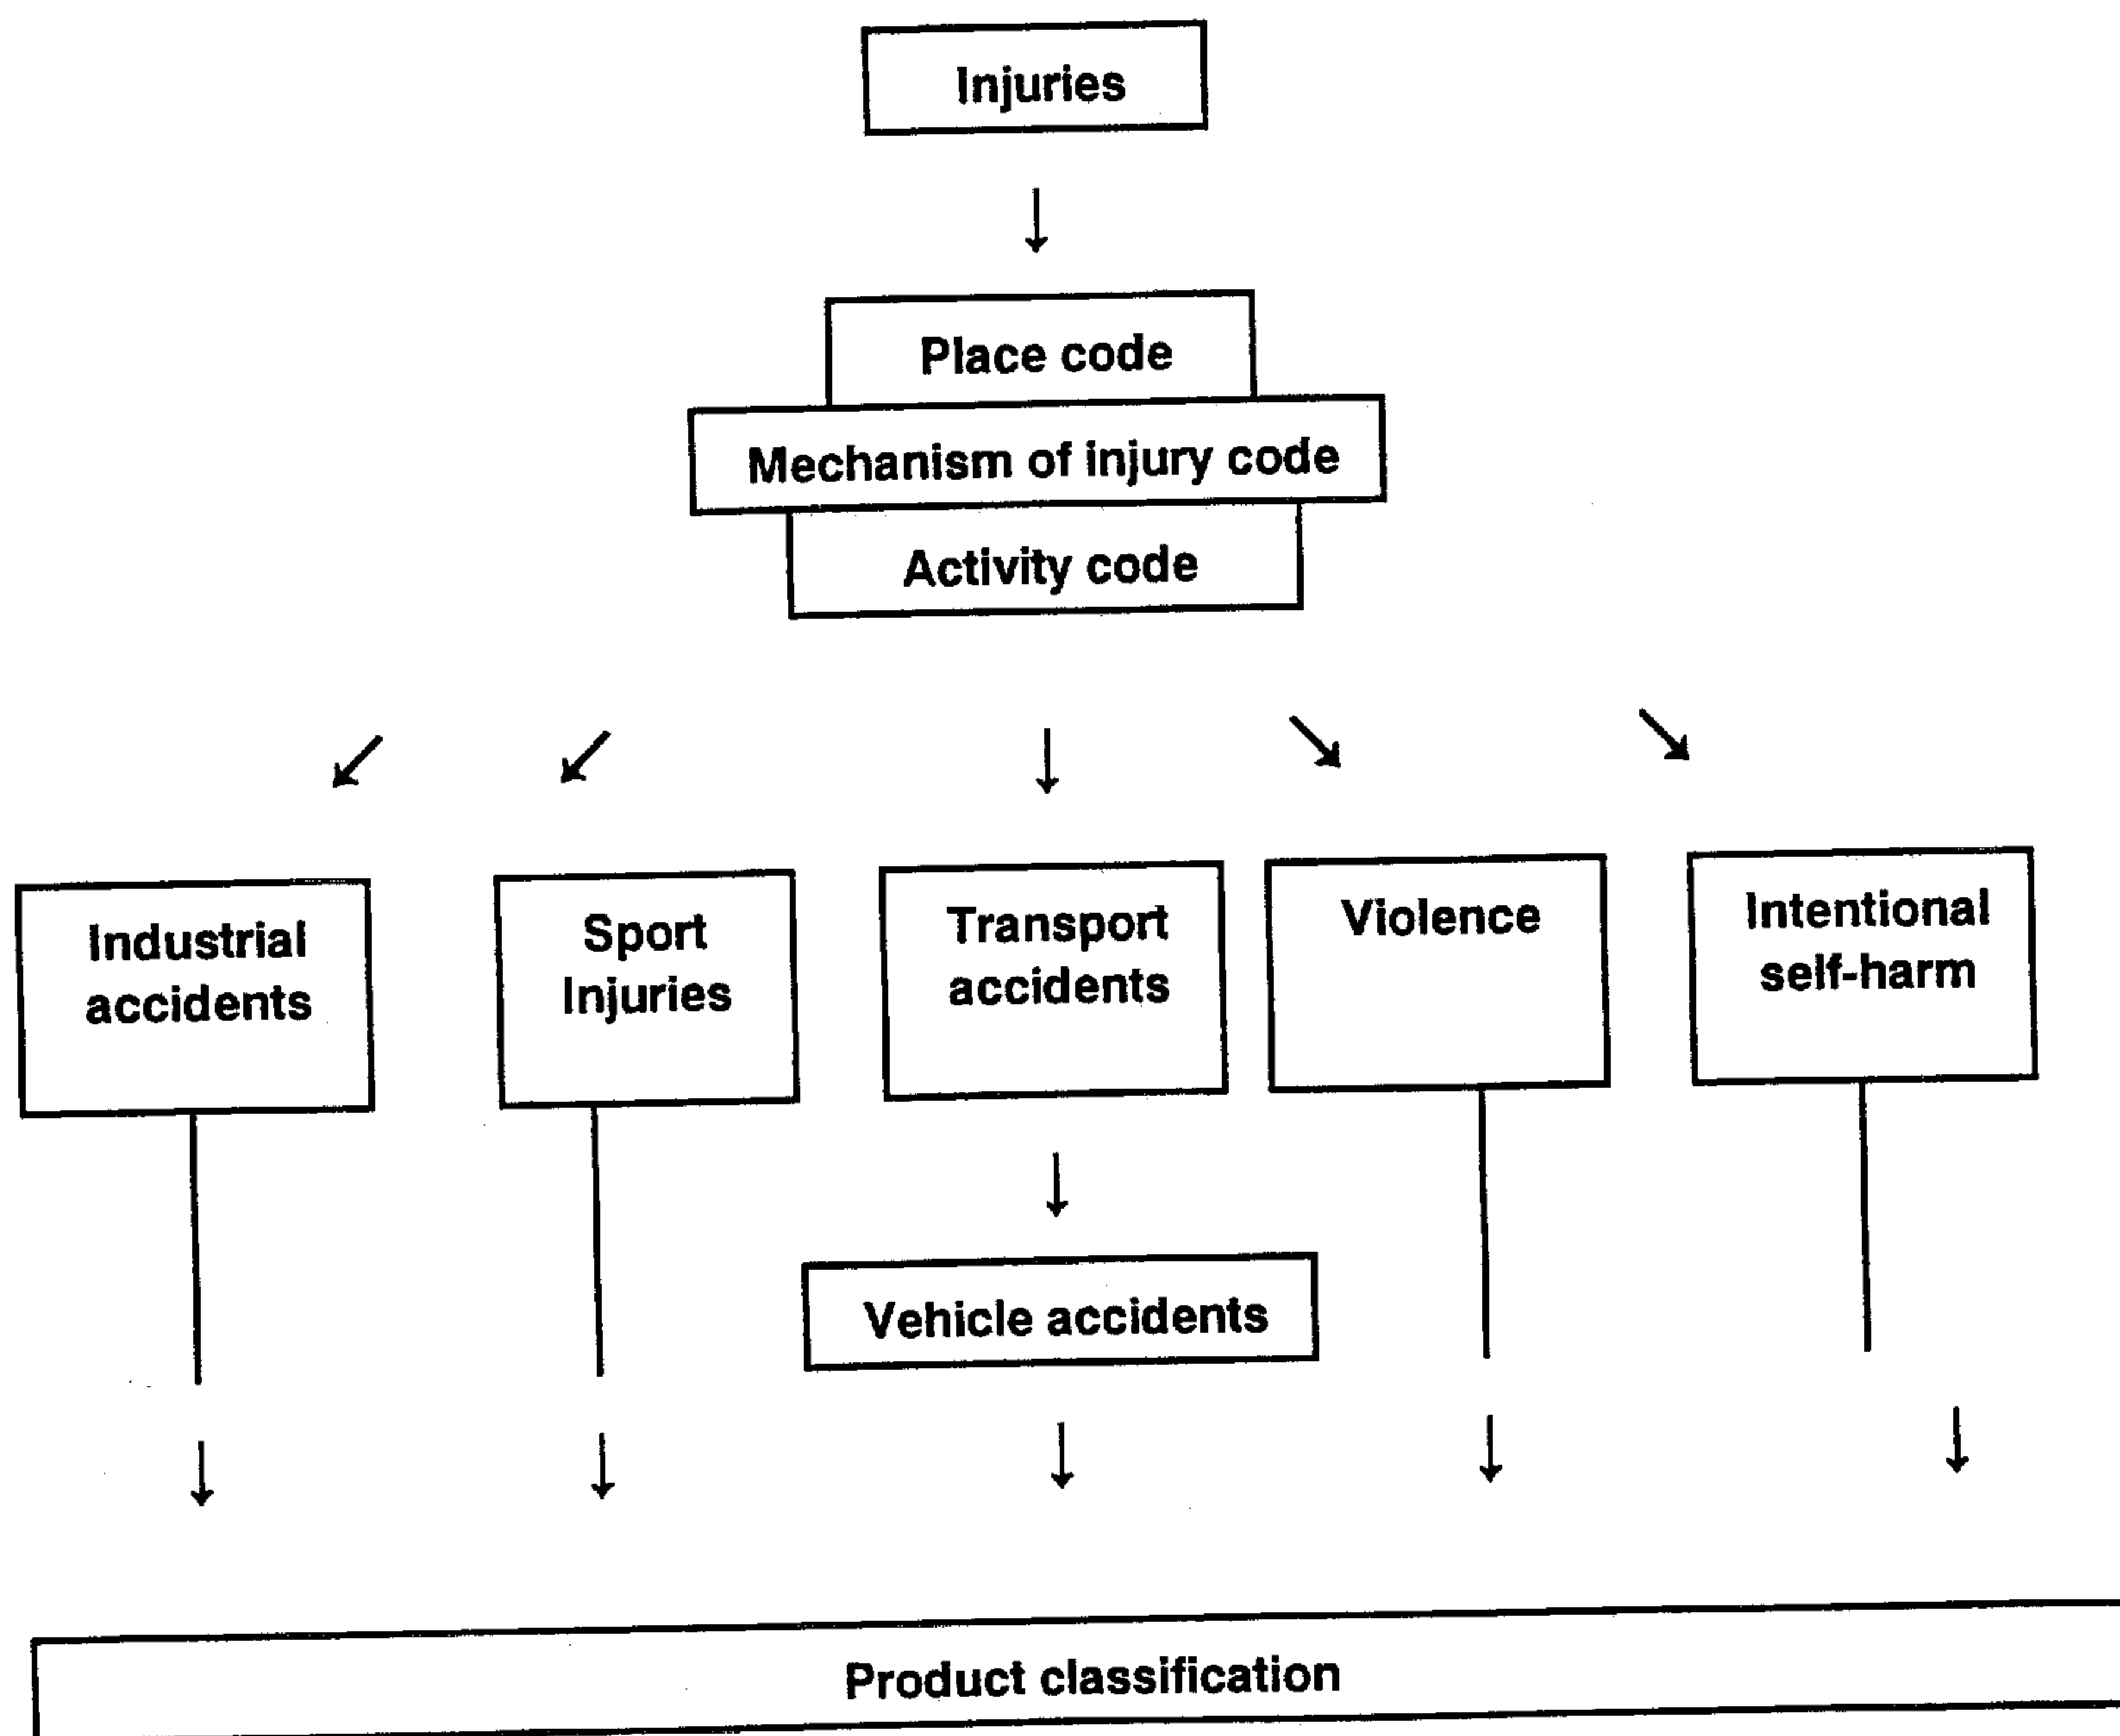 Injuries
Place code
Mechanism of injury code
Activity code
Industrial
accidents
Sport
Injuries
Transport
accidents
Violence
Intentional
self-harm
Vehicle accidents
Product classification